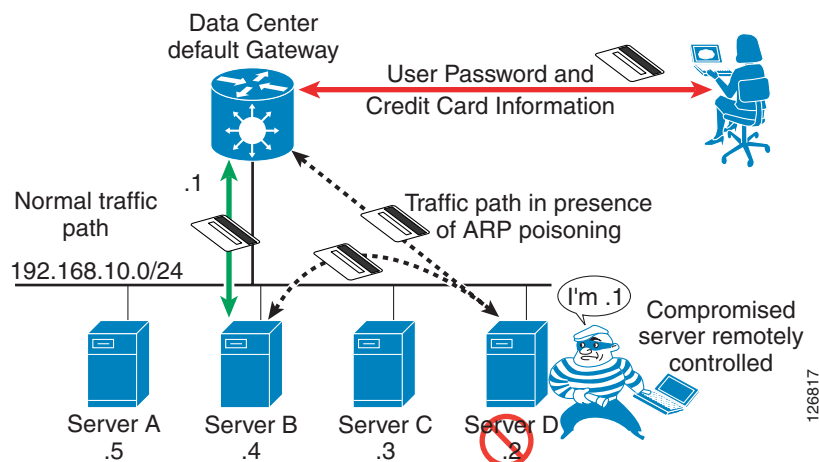 Data Center
default Gateway
User Password and
Credit Card Information
.1
Normal traffic
path
Traffic path in presence
of ARP poisoning
192.168.10.0/24
I'm .1
Compromised
server remotely
controlled
Server A
.5
Server B
.4
Server C
.3
Server D
.2
126817